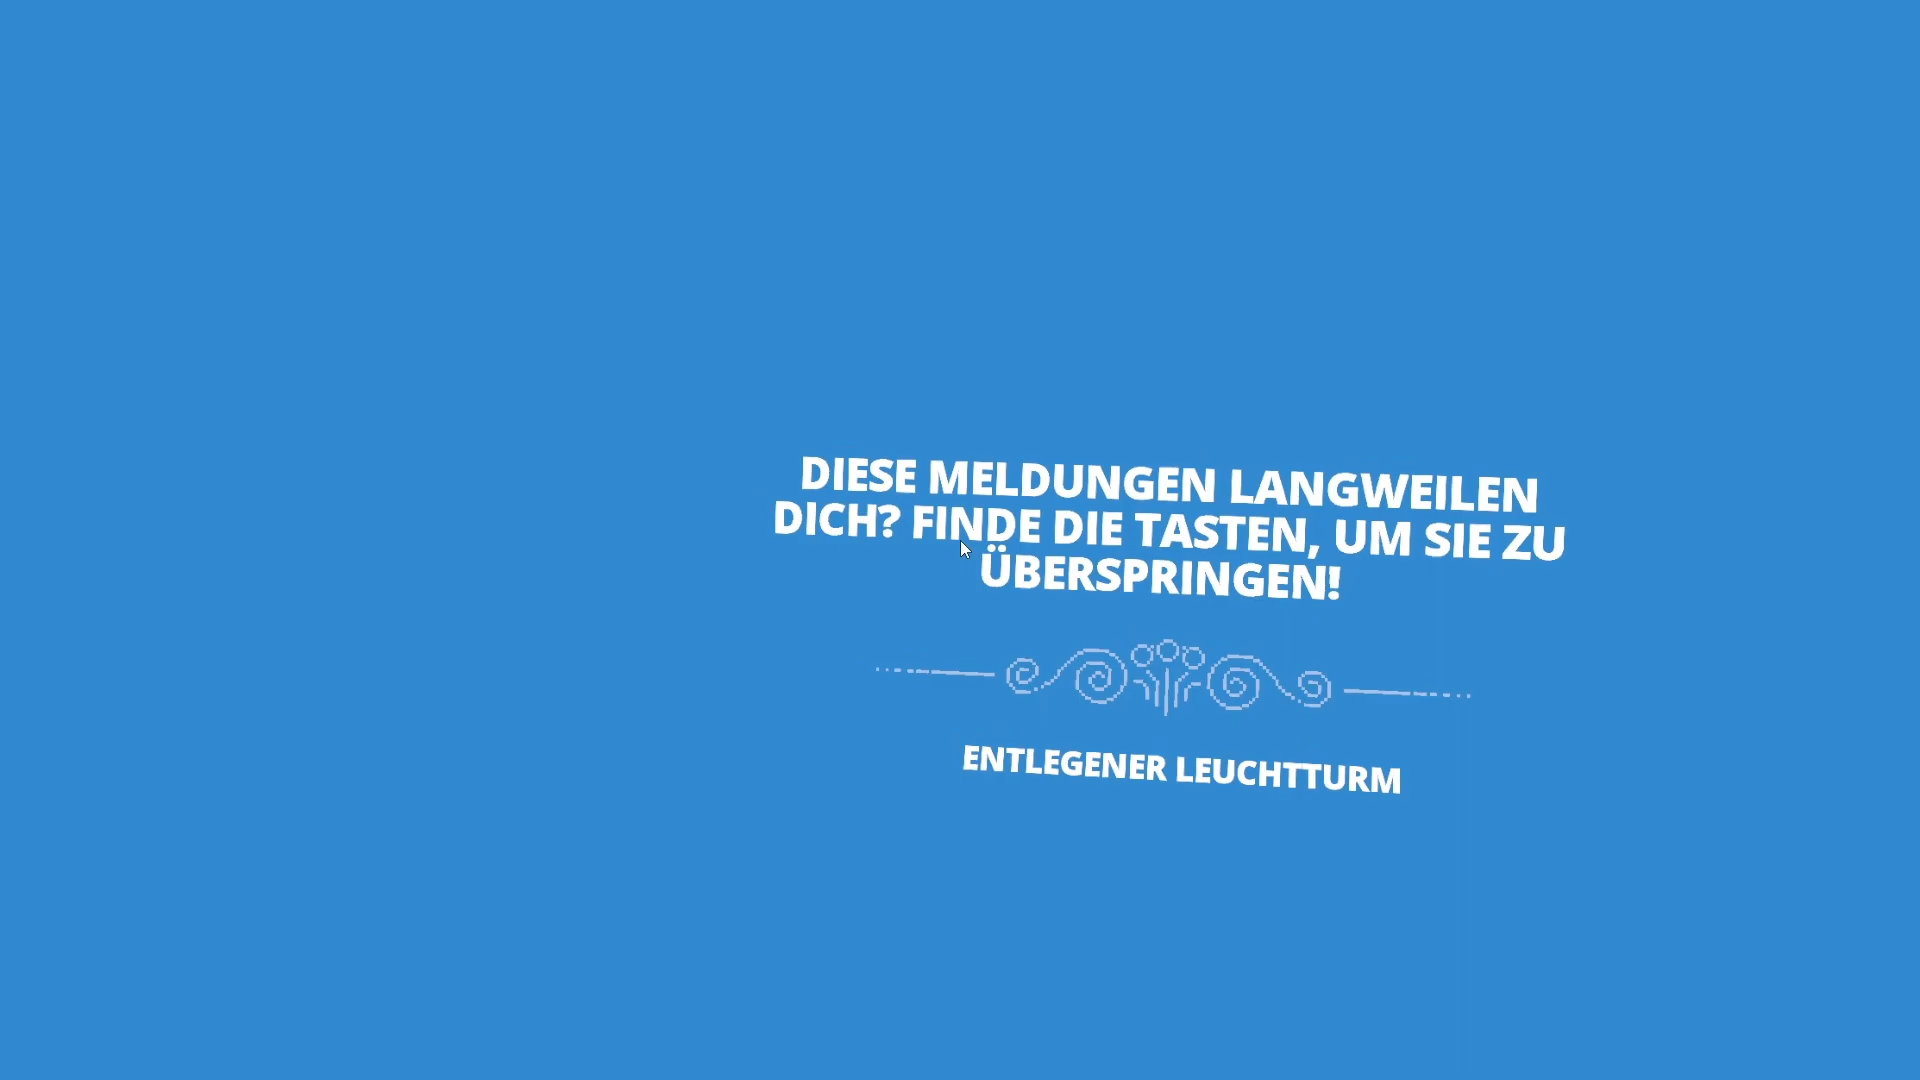 DIESE MELDUNGEN LANGWEILEN
DICH? FINDE DIE TASTEN, UM SIE ZU
ÜBERSPRINGEN!
ENTLEGENER LEUCHTTURM